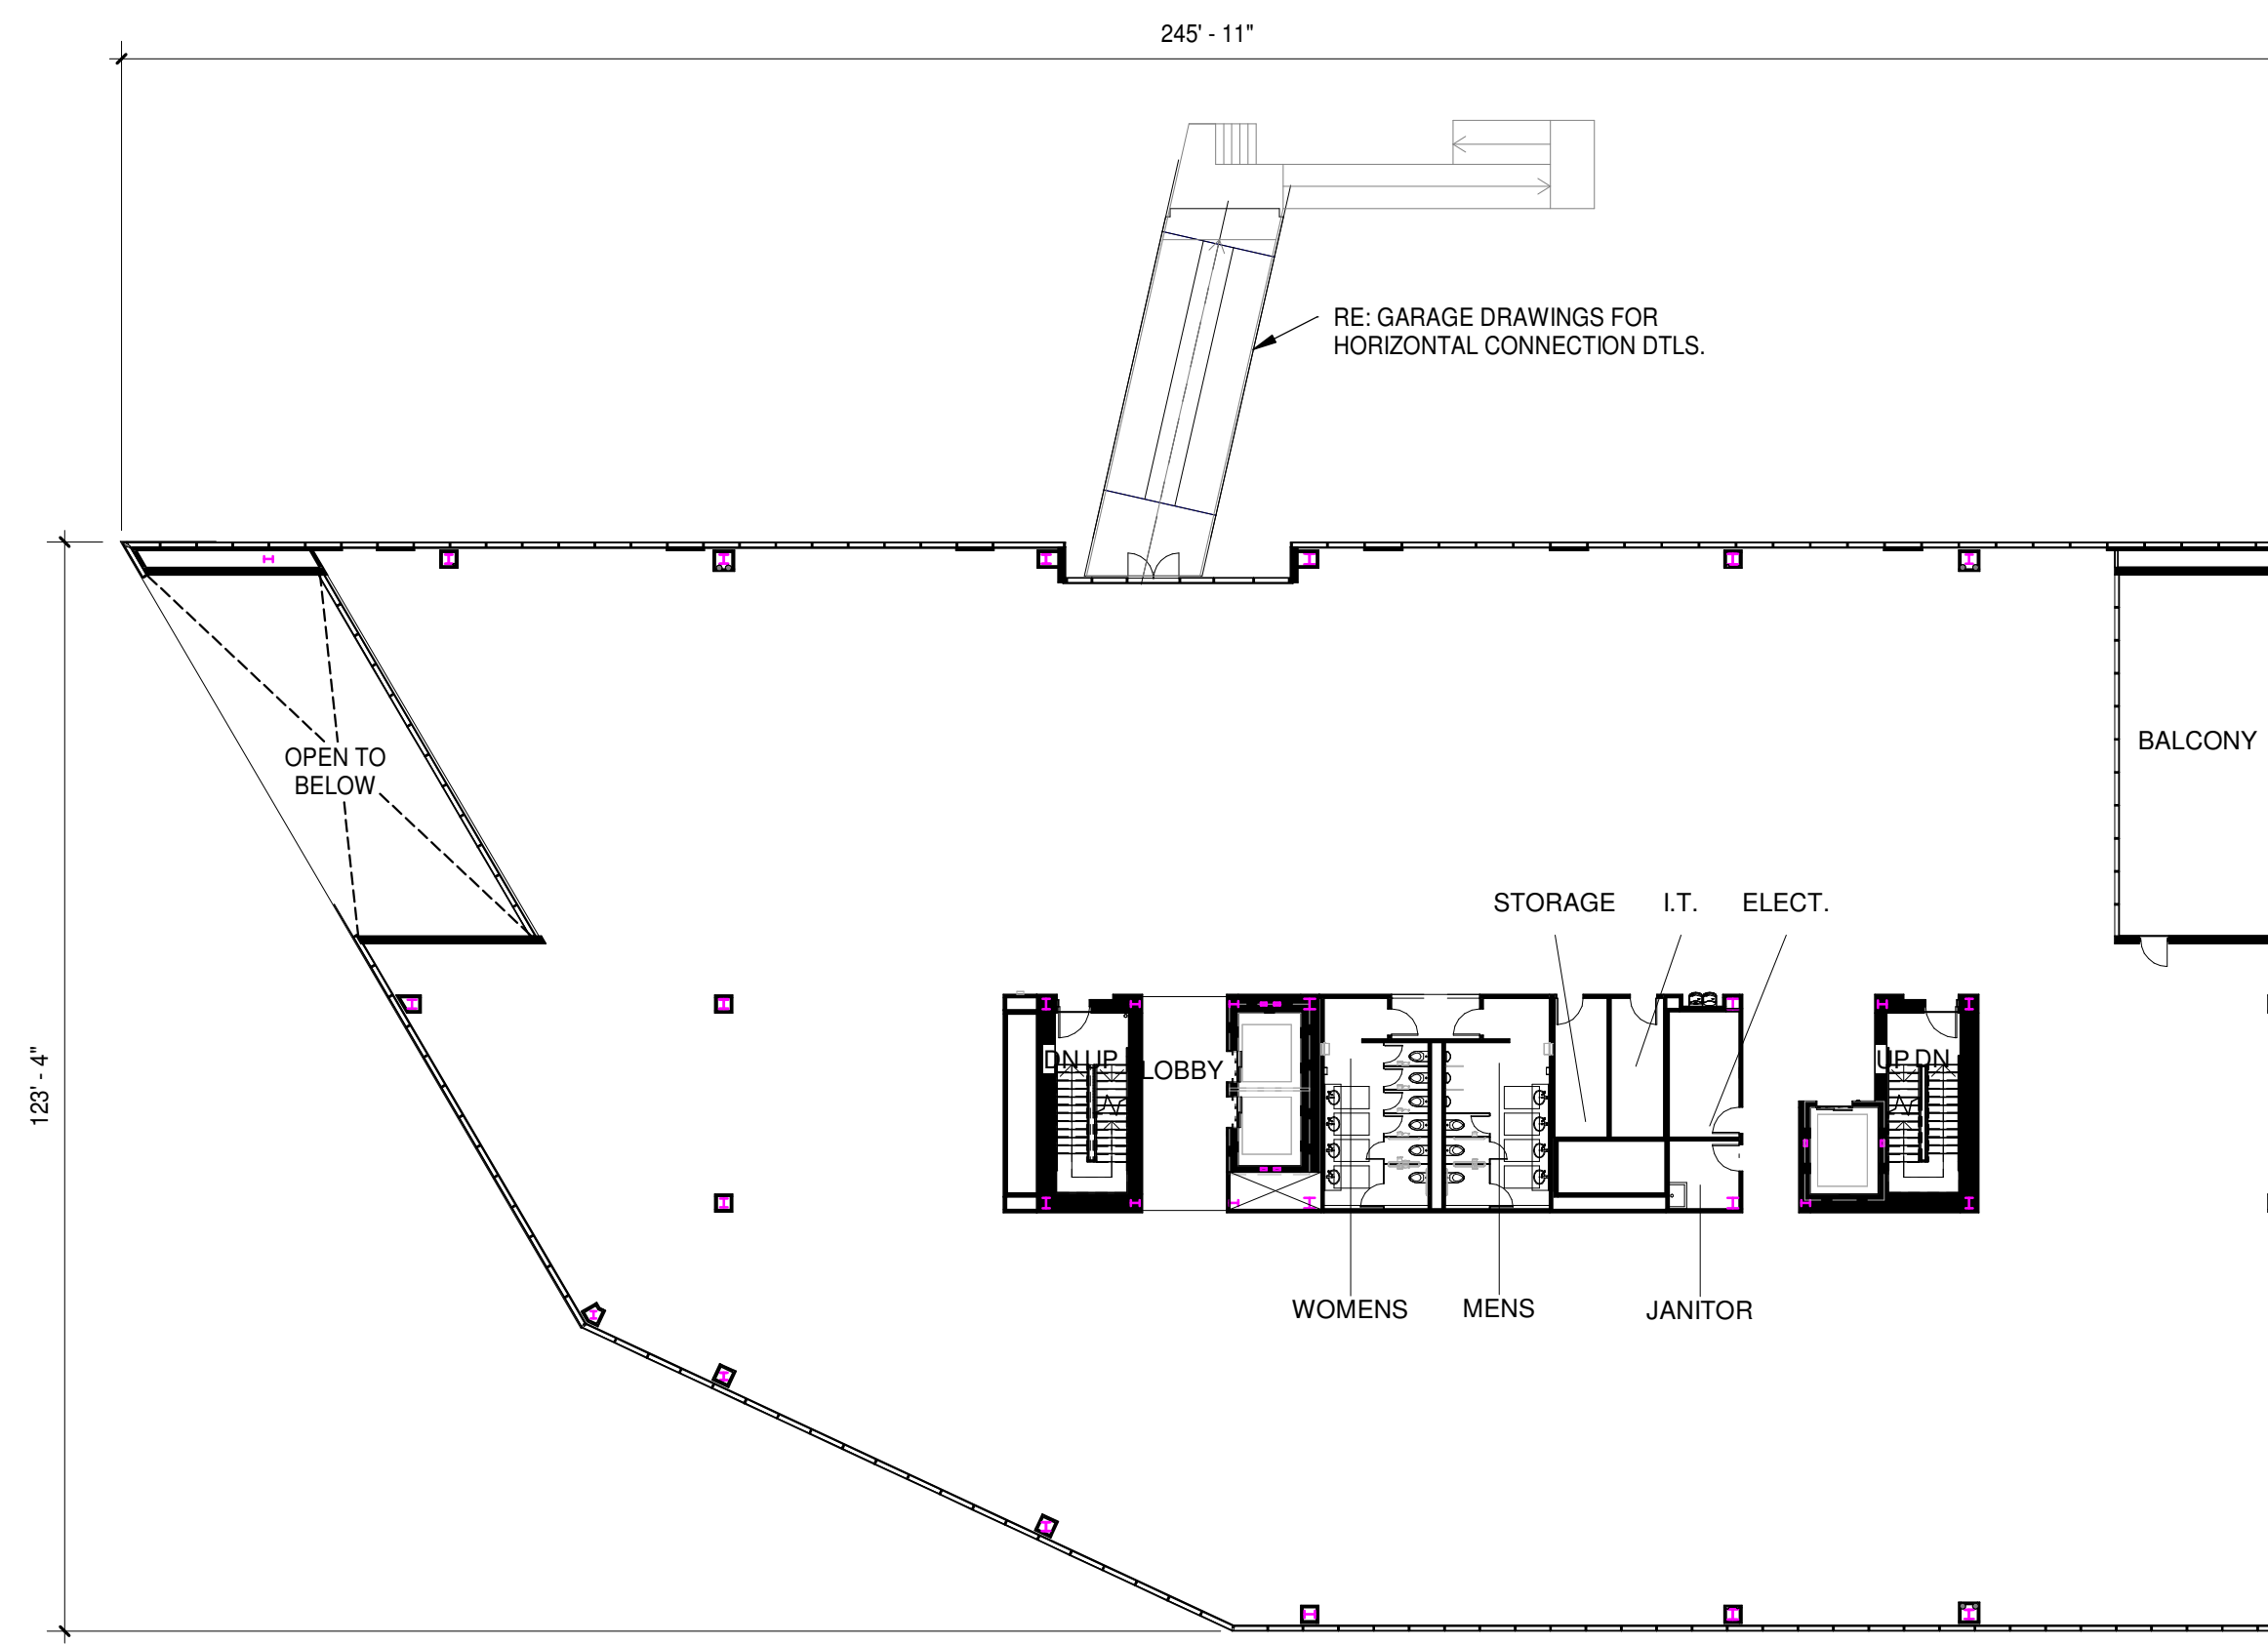 245' - 11"
RE: GARAGE DRAWINGS FOR
HORIZONTAL CONNECTION DTLS.
OPEN TO
BELOW
BALCONY
STORAGE
I.T.
ELECT.
123' - 4"
DN UP
LOBBY
UP DN
WOMENS
MENS
JANITOR